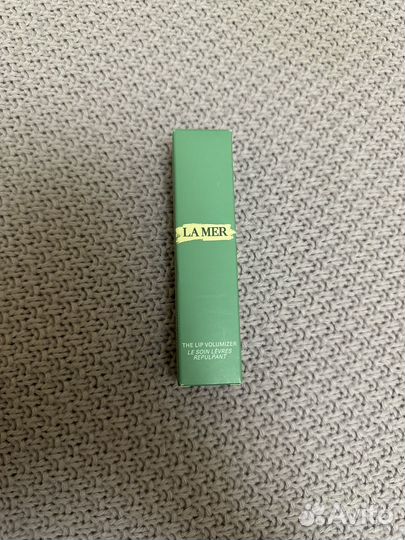 LA MER
THE LIP VOLUMIZER
LE SOIN LÈVRES
REPULPANT
Avito